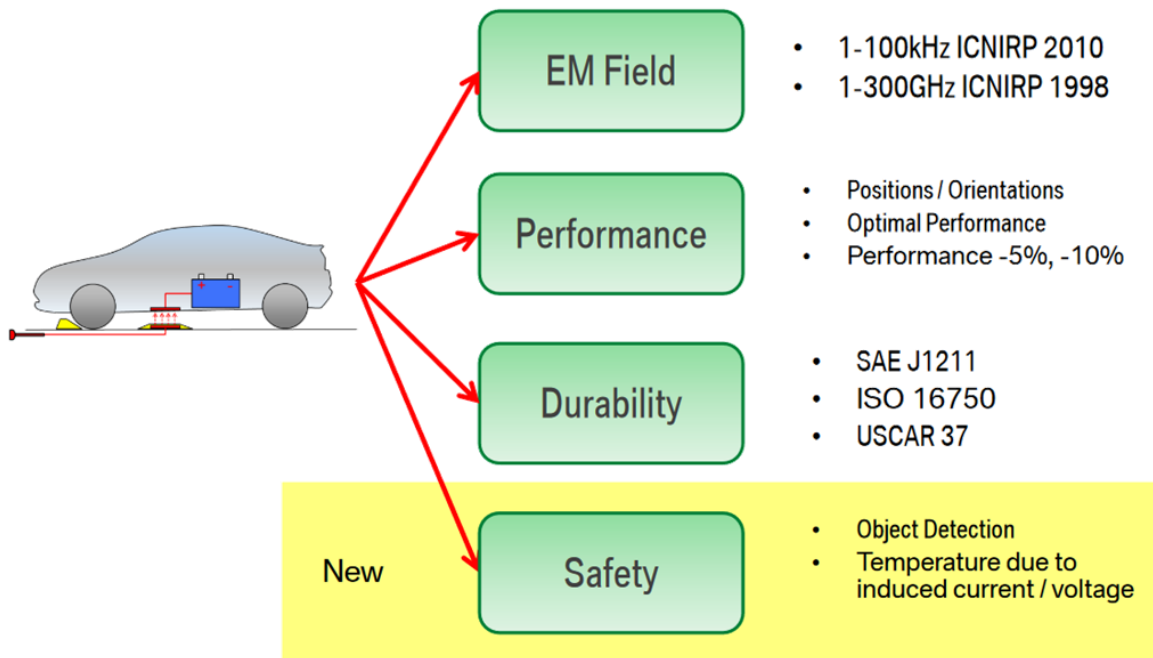 EM Field
• 1-100kHz ICNIRP 2010
• 1-300GHz ICNIRP 1998
Performance
• Positions / Orientations
• Optimal Performance
• Performance -5%, -10%
+ -
Durability
• SAE J1211
• ISO 16750
• USCAR 37
New
Safety
• Object Detection
• Temperature due to
induced current / voltage